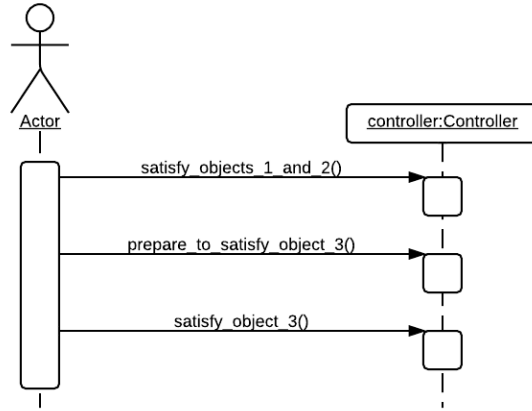 Actor
controller:Controller
satisfy_objects_1_and_2()
prepare_to_satisfy_object_3()
satisfy_object_3()